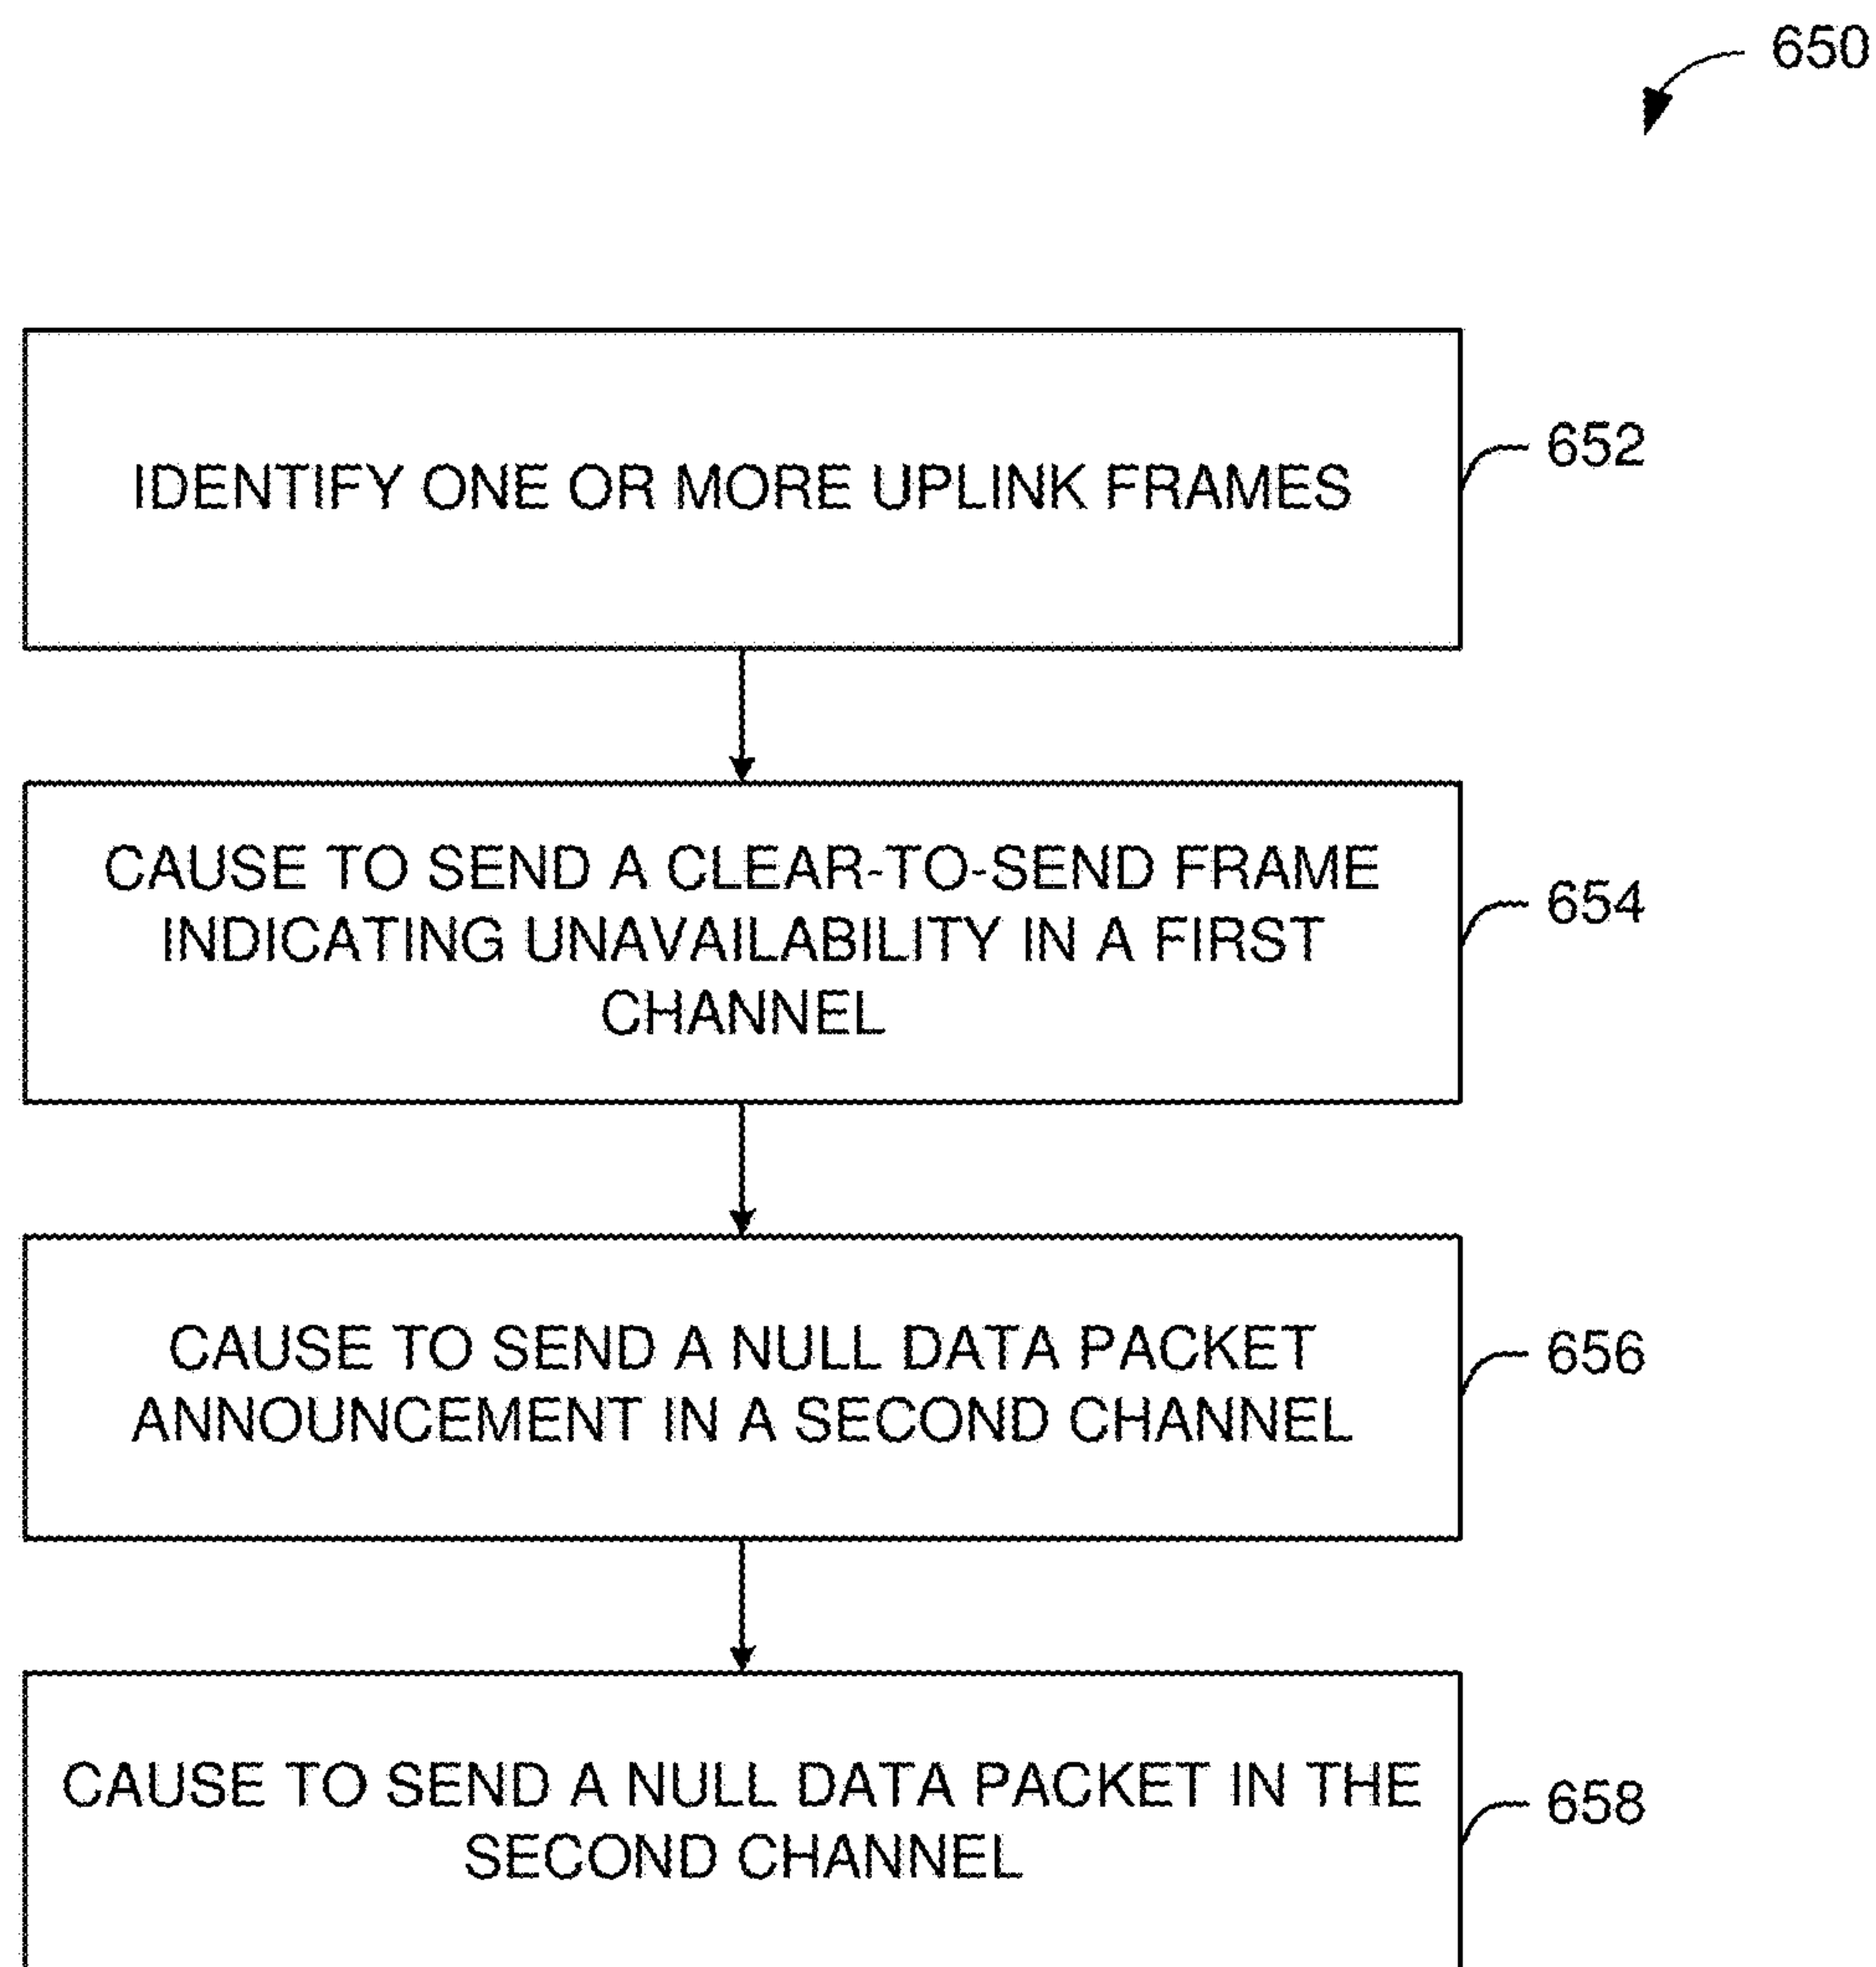 650
IDENTIFY ONE OR MORE UPLINK FRAMES
652
CAUSE TO SEND A CLEAR-TO-SEND FRAME
INDICATING UNAVAILABILITY IN A FIRST
CHANNEL
654
CAUSE TO SEND A NULL DATA PACKET
ANNOUNCEMENT IN A SECOND CHANNEL
656
CAUSE TO SEND A NULL DATA PACKET IN THE
SECOND CHANNEL
658